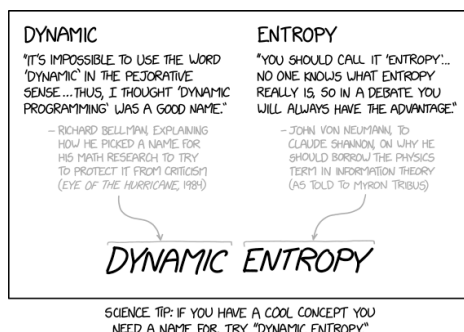 DYNAMIC
"IT'S IMPOSSIBLE TO USE THE WORD
'DYNAMIC' IN THE PEJORATIVE
SENSE...THUS, I THOUGHT 'DYNAMIC
PROGRAMMING' WAS A GOOD NAME."
– RICHARD BELLMAN, EXPLAINING
HOW HE PICKED A NAME FOR
HIS MATH RESEARCH TO TRY
TO PROTECT IT FROM CRITICISM
(EYE OF THE HURRICANE, 1984)
ENTROPY
"YOU SHOULD CALL IT 'ENTROPY'...
NO ONE KNOWS WHAT ENTROPY
REALLY IS, SO IN A DEBATE YOU
WILL ALWAYS HAVE THE ADVANTAGE."
– JOHN VON NEUMANN, TO
CLAUDE SHANNON, ON WHY HE
SHOULD BORROW THE PHYSICS
TERM IN INFORMATION THEORY
(AS TOLD TO MYRON TRIBUS)
DYNAMIC ENTROPY
SCIENCE TIP: IF YOU HAVE A COOL CONCEPT YOU
NEED A NAME FOR, TRY "DYNAMIC ENTROPY"